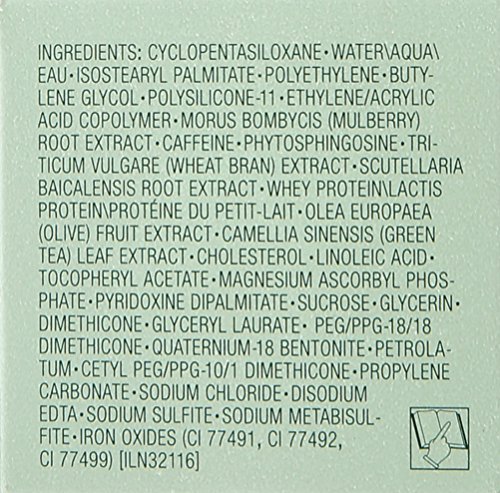 INGREDIENTS: CYCLOPENTASILOXANE·WATER\AQUA\
EAU·ISOSTEARYL PALMITATE·POLYETHYLENE·BUTY-
LENE GLYCOL·POLYSILICONE-11·ETHYLENE/ACRYLIC
ACID COPOLYMER·MORUS BOMBYCIS (MULBERRY)
ROOT EXTRACT·CAFFEINE·PHYTOSPHINGOSINE·TRI-
TICUM VULGARE (WHEAT BRAN) EXTRACT·SCUTELLARIA
BAICALENSIS ROOT EXTRACT·WHEY PROTEIN\LACTIS
PROTEIN\PROTÉINE DU PETIT-LAIT·OLEA EUROPAEA
(OLIVE) FRUIT EXTRACT·CAMELLIA SINENSIS (GREEN
TEA) LEAF EXTRACT·CHOLESTEROL·LINOLEIC ACID·
TOCOPHERYL ACETATE·MAGNESIUM ASCORBYL PHOS-
PHATE·PYRIDOXINE DIPALMITATE·SUCROSE·GLYCERIN·
DIMETHICONE·GLYCERYL LAURATE· PEG/PPG-18/18
DIMETHICONE·QUATERNIUM-18 BENTONITE·PETROLA-
TUM·CETYL PEG/PPG-10/1 DIMETHICONE·PROPYLENE
CARBONATE·SODIUM CHLORIDE·DISODIUM
EDTA·SODIUM SULFITE·SODIUM METABISUL-
FITE·IRON OXIDES (CI 77491, CI 77492,
CI 77499) [ILN32116]